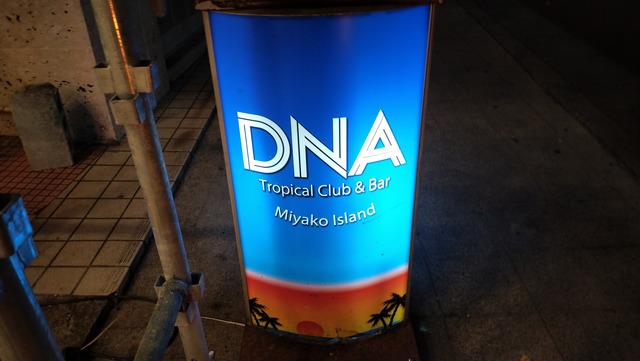 DNA
Tropical Club & Bar
Miyako Island